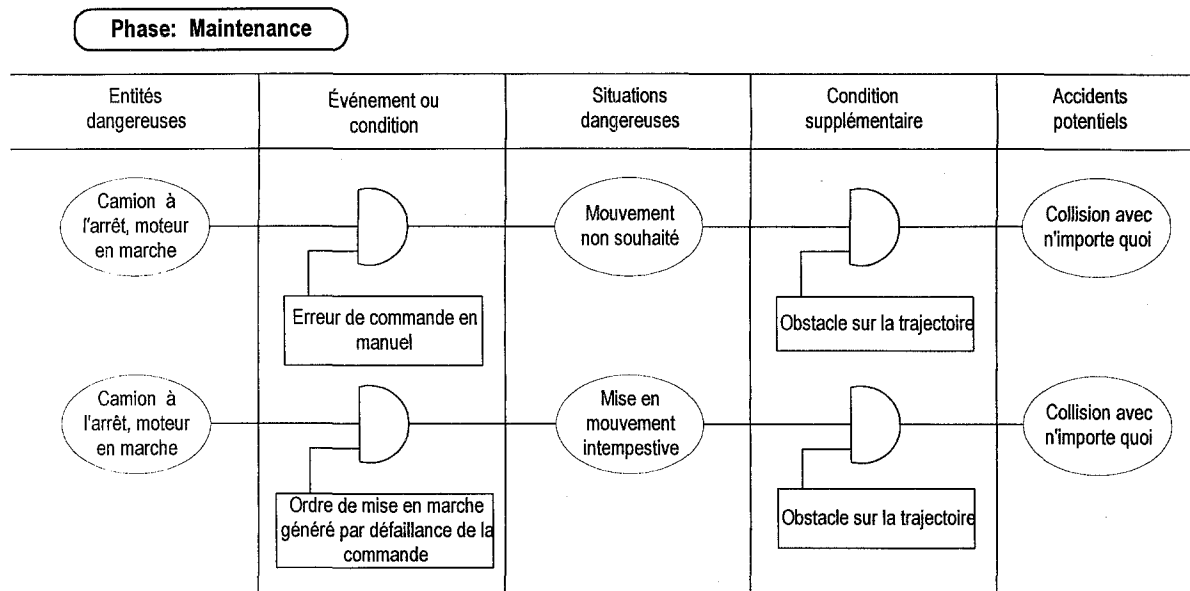 Phase: Maintenance
Entités
dangereuses
Événement ou
condition
Situations
dangereuses
Condition
supplémentaire
Accidents
potentiels
Camion à
l'arrêt, moteur
en marche
Mouvement
non souhaité
Collision avec
n'importe quoi
Erreur de commande en
manuel
Obstacle sur la trajectoire
Camion à
l'arrêt, moteur
en marche
Mise en
mouvement
intempestive
Collision avec
n'importe quoi
Ordre de mise en marche
généré par défaillance de la
commande
Obstacle sur la trajectoire